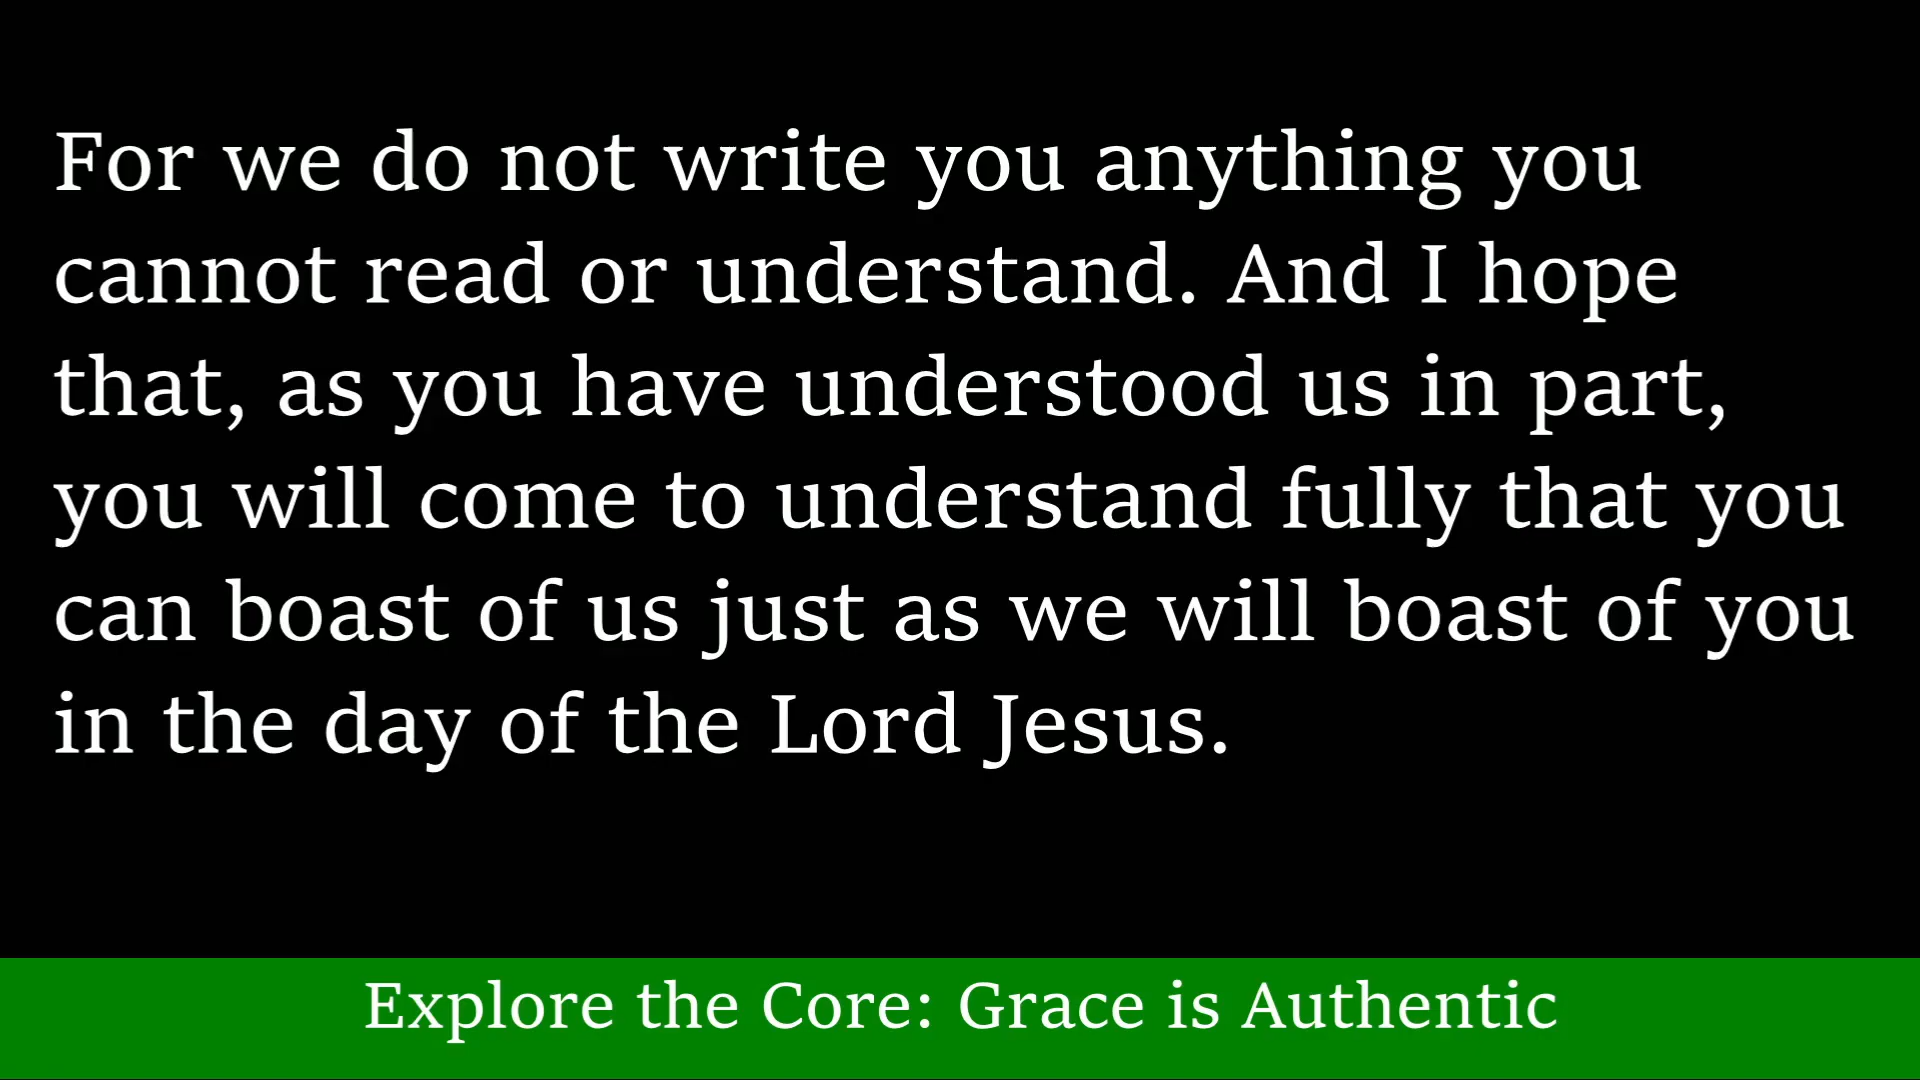 For we do not write you anything you
cannot read or understand. And I hope
that, as you have understood us in part,
you will come to understand fully that you
can boast of us just as we will boast of you
in the day of the Lord Jesus.
Explore the Core: Grace is Authentic